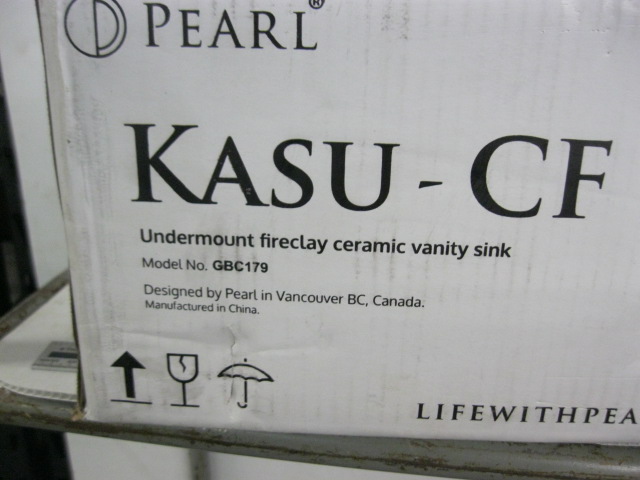 PEARL®
KASU - CF
Undermount fireclay ceramic vanity sink
Model No. GBC179
Designed by Pearl in Vancouver BC, Canada.
Manufactured in China.
LIFEWITHPEA